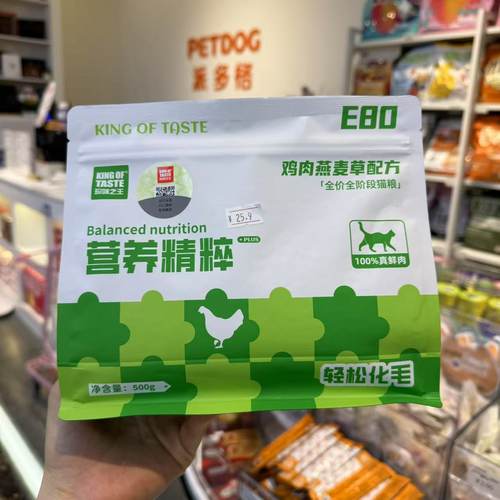 PETDOG
派多格
KING OF TASTE
E80
KING OF
TASTE
鸡肉燕麦草配方
「全价全阶段猫粮」
¥ 25.9
Balanced nutrition
营养精粹
PLUS
100%真鲜肉
净含量：500g
轻松化毛